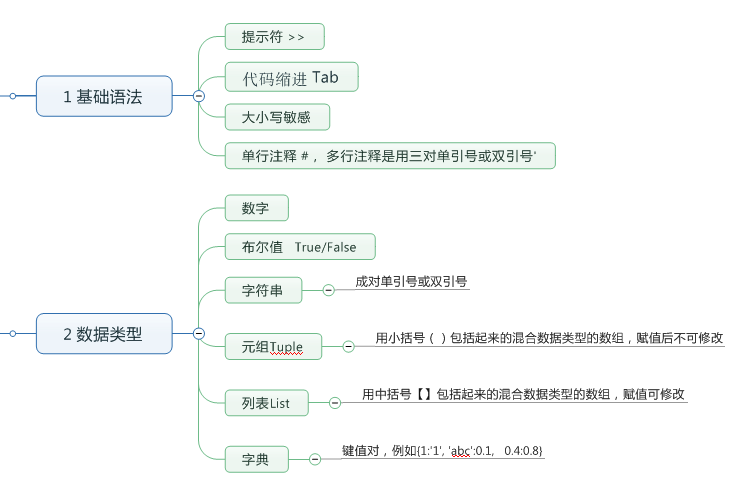 1 基础语法
提示符 >>
代码缩进 Tab
大小写敏感
单行注释 # ， 多行注释是用三对单引号或双引号'
2 数据类型
数字
布尔值 True/False
字符串
成对单引号或双引号
元组Tuple
用小括号（ ）包括起来的混合数据类型的数组，赋值后不可修改
列表List
用中括号【 】包括起来的混合数据类型的数组，赋值可修改
字典
键值对，例如{1:'1', 'abc':0.1, 0.4:0.8}